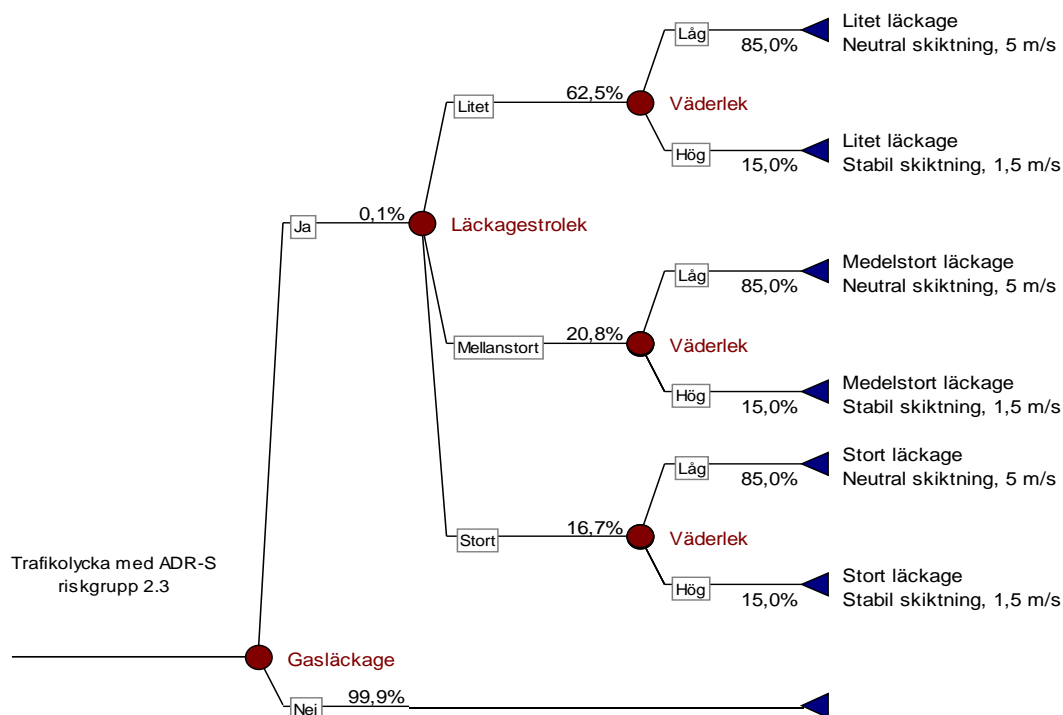 Låg
85,0%
Litet läckage
Neutral skiktning, 5 m/s
Litet
62,5%
Väderlek
Hög
15,0%
Litet läckage
Stabil skiktning, 1,5 m/s
Ja
0,1%
Läckagestrolek
Låg
85,0%
Medelstort läckage
Neutral skiktning, 5 m/s
Mellanstort
20,8%
Väderlek
Hög
15,0%
Medelstort läckage
Stabil skiktning, 1,5 m/s
Låg
85,0%
Stort läckage
Neutral skiktning, 5 m/s
Stort
16,7%
Väderlek
Hög
15,0%
Stort läckage
Stabil skiktning, 1,5 m/s
Trafikolycka med ADR-S
riskgrupp 2.3
Gasläckage
Nej
99,9%